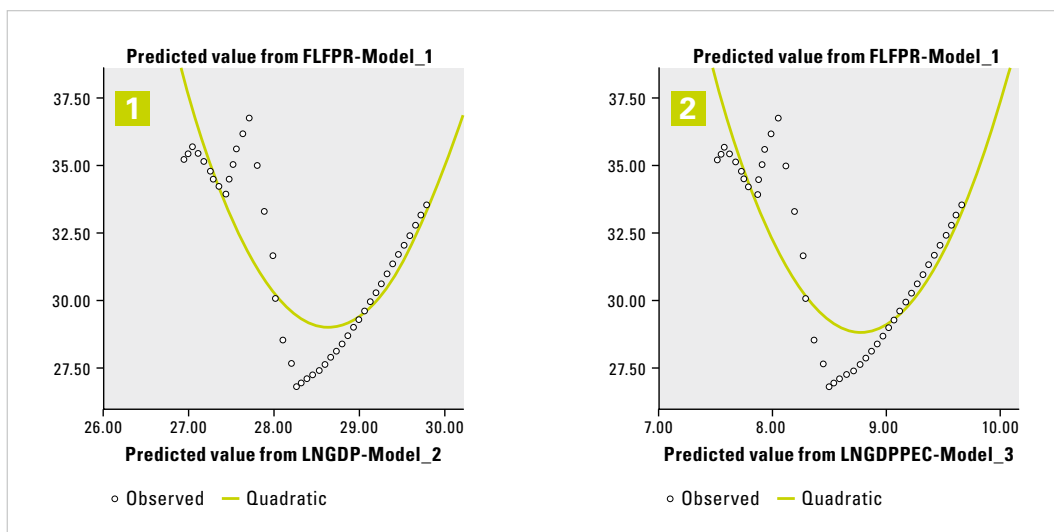 Predicted value from FLFPR-Model_1
1
37.50
35.00
32.50
30.00
27.50
26.00 27.00 28.00 29.00 30.00
Predicted value from LNGDP-Model_2
Observed Quadratic
Predicted value from FLFPR-Model_1
2
37.50
35.00
32.50
30.00
27.50
7.00 8.00 9.00 10.00
Predicted value from LNGDPPEC-Model_3
Observed Quadratic